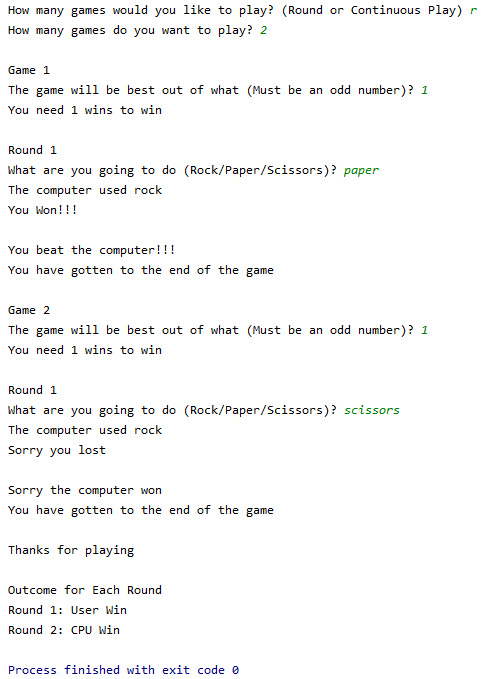 How many games would you like to play? (Round or Continuous Play) r
How many games do you want to play? 2
Game 1
The game will be best out of what (Must be an odd number)? 1
You need 1 wins to win
Round 1
What are you going to do (Rock/Paper/Scissors)? paper
The computer used rock
You Won!!!
You beat the computer!!!
You have gotten to the end of the game
Game 2
The game will be best out of what (Must be an odd number)? 1
You need 1 wins to win
Round 1
What are you going to do (Rock/Paper/Scissors)? scissors
The computer used rock
Sorry you lost
Sorry the computer won
You have gotten to the end of the game
Thanks for playing
Outcome for Each Round
Round 1: User Win
Round 2: CPU Win
Process finished with exit code 0